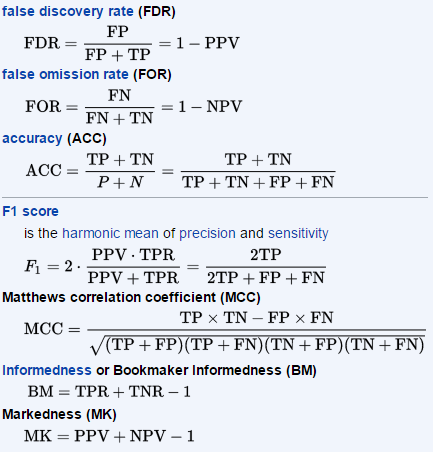 false discovery rate (FDR)
FDR = FP / (FP + TP) = 1 − PPV
false omission rate (FOR)
FOR = FN / (FN + TN) = 1 − NPV
accuracy (ACC)
ACC = (TP + TN) / (P + N) = (TP + TN) / (TP + TN + FP + FN)
F1 score
is the harmonic mean of precision and sensitivity
F₁ = 2 · (PPV · TPR) / (PPV + TPR) = 2TP / (2TP + FP + FN)
Matthews correlation coefficient (MCC)
MCC = (TP × TN − FP × FN) / √((TP + FP)(TP + FN)(TN + FP)(TN + FN))
Informedness or Bookmaker Informedness (BM)
BM = TPR + TNR − 1
Markedness (MK)
MK = PPV + NPV − 1